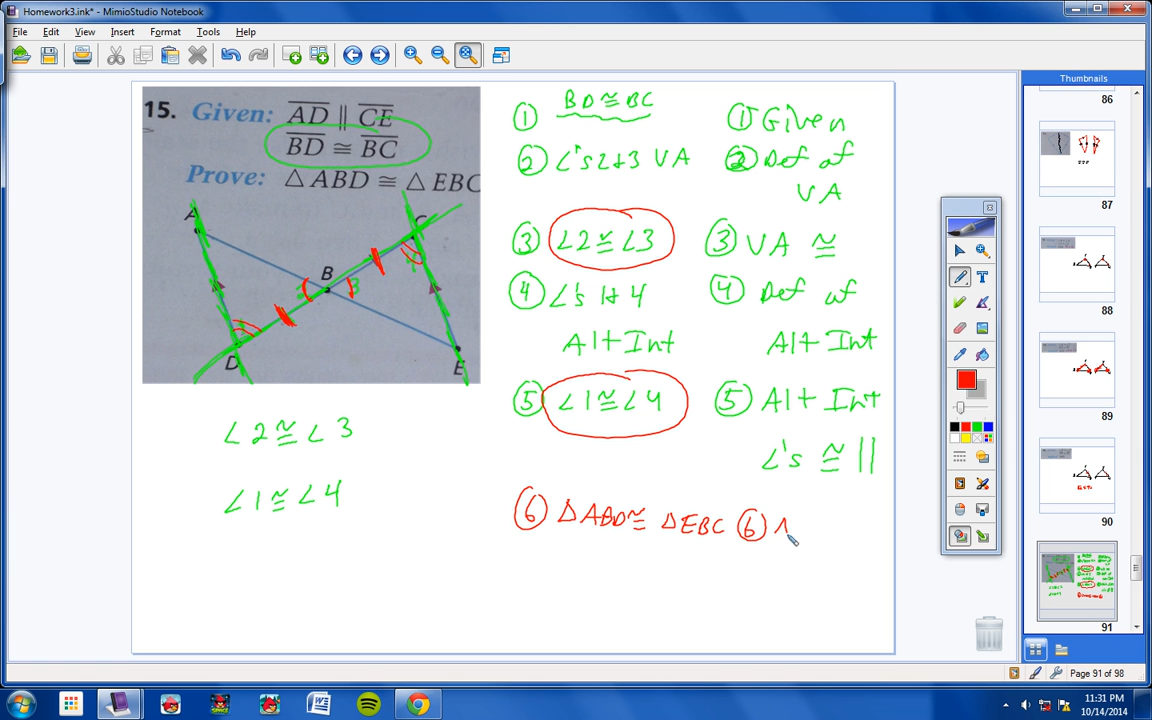 Homework3.ink* - MimioStudio Notebook
File Edit View Insert Format Tools Help
Thumbnails
15. Given: AD || CE
BD ≅ BC
Prove: △ ABD ≅ △ EBC
A
C
B
3
D
E
∠2 ≅ ∠3
∠1 ≅ ∠4
① BD ≅ BC ① Given
② ∠'s 2+3 VA ② Def of
VA
③ ∠2 ≅ ∠3 ③ VA ≅
④ ∠'s 1+4 ④ Def of
Alt Int Alt Int
⑤ ∠1 ≅ ∠4 ⑤ Alt Int
∠'s ≅ ||
⑥ △ABD ≅ △EBC ⑥
T
86
87
88
89
90
91
Page 91 of 98
11:31 PM
10/14/2014